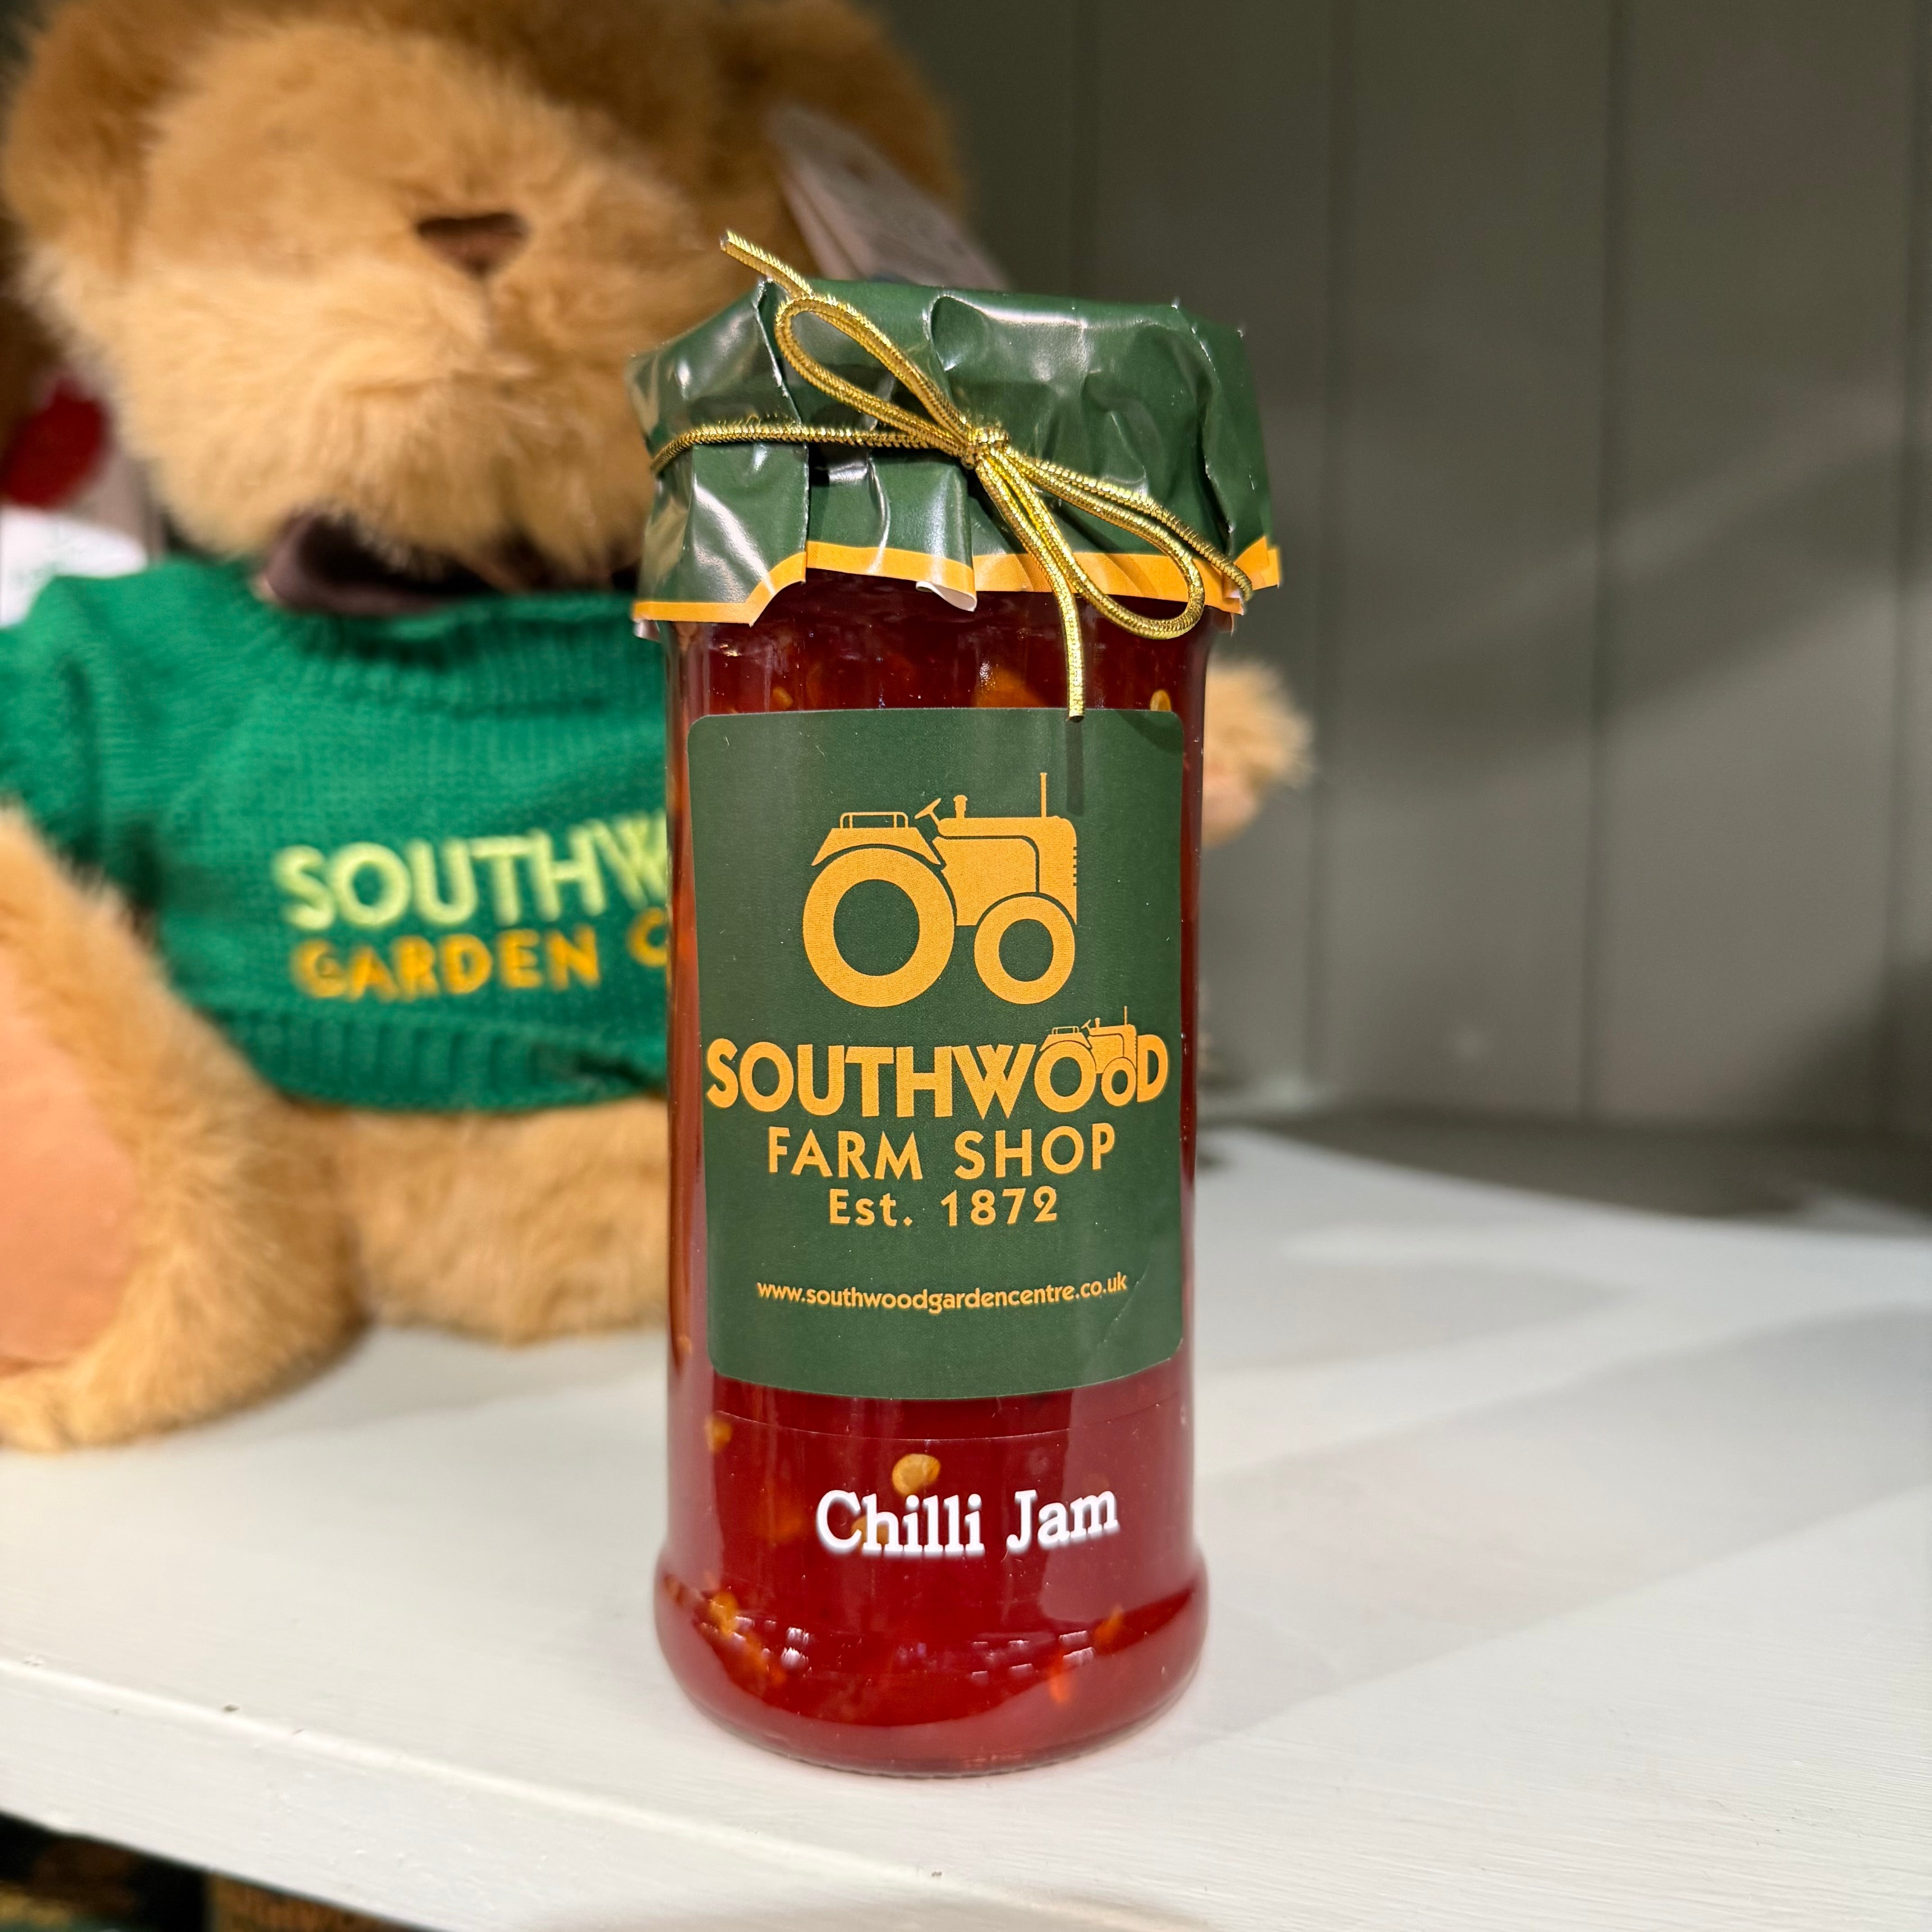 SOUTHW
GARDEN C
SOUTHWOOD
FARM SHOP
Est. 1872
www.southwoodgardencentre.co.uk
Chilli Jam